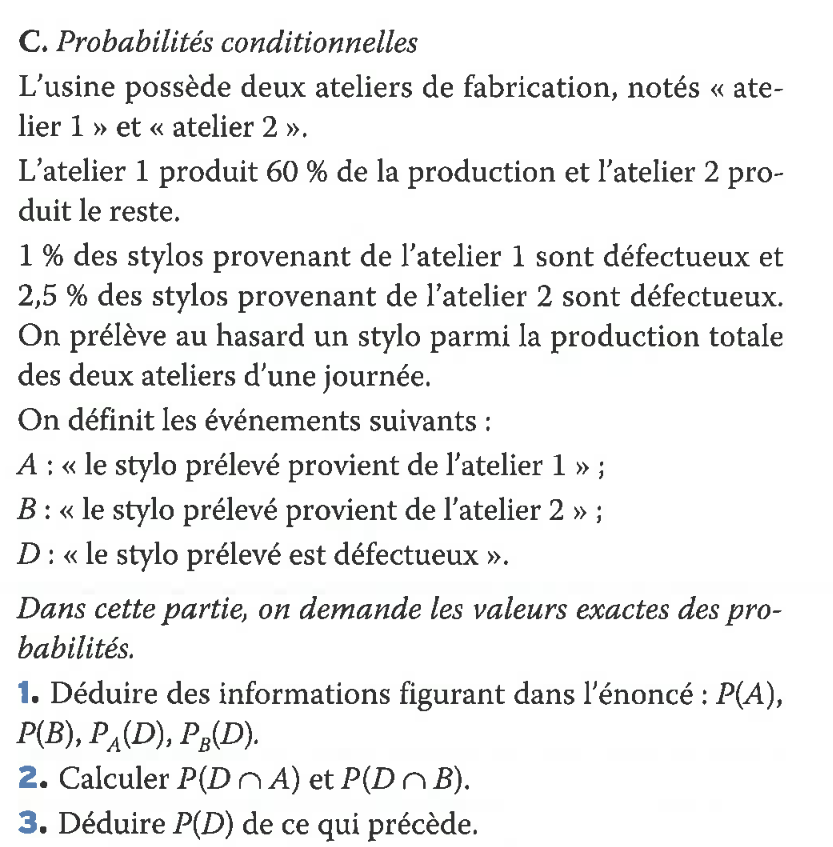 C. Probabilités conditionnelles
L'usine possède deux ateliers de fabrication, notés « ate-
lier 1 » et « atelier 2 ».
L'atelier 1 produit 60 % de la production et l'atelier 2 pro-
duit le reste.
1 % des stylos provenant de l'atelier 1 sont défectueux et
2,5 % des stylos provenant de l'atelier 2 sont défectueux.
On prélève au hasard un stylo parmi la production totale
des deux ateliers d'une journée.
On définit les événements suivants :
A : « le stylo prélevé provient de l'atelier 1 » ;
B : « le stylo prélevé provient de l'atelier 2 » ;
D : « le stylo prélevé est défectueux ».
Dans cette partie, on demande les valeurs exactes des pro-
babilités.
1. Déduire des informations figurant dans l'énoncé : P(A),
P(B), P_A(D), P_B(D).
2. Calculer P(D ∩ A) et P(D ∩ B).
3. Déduire P(D) de ce qui précède.